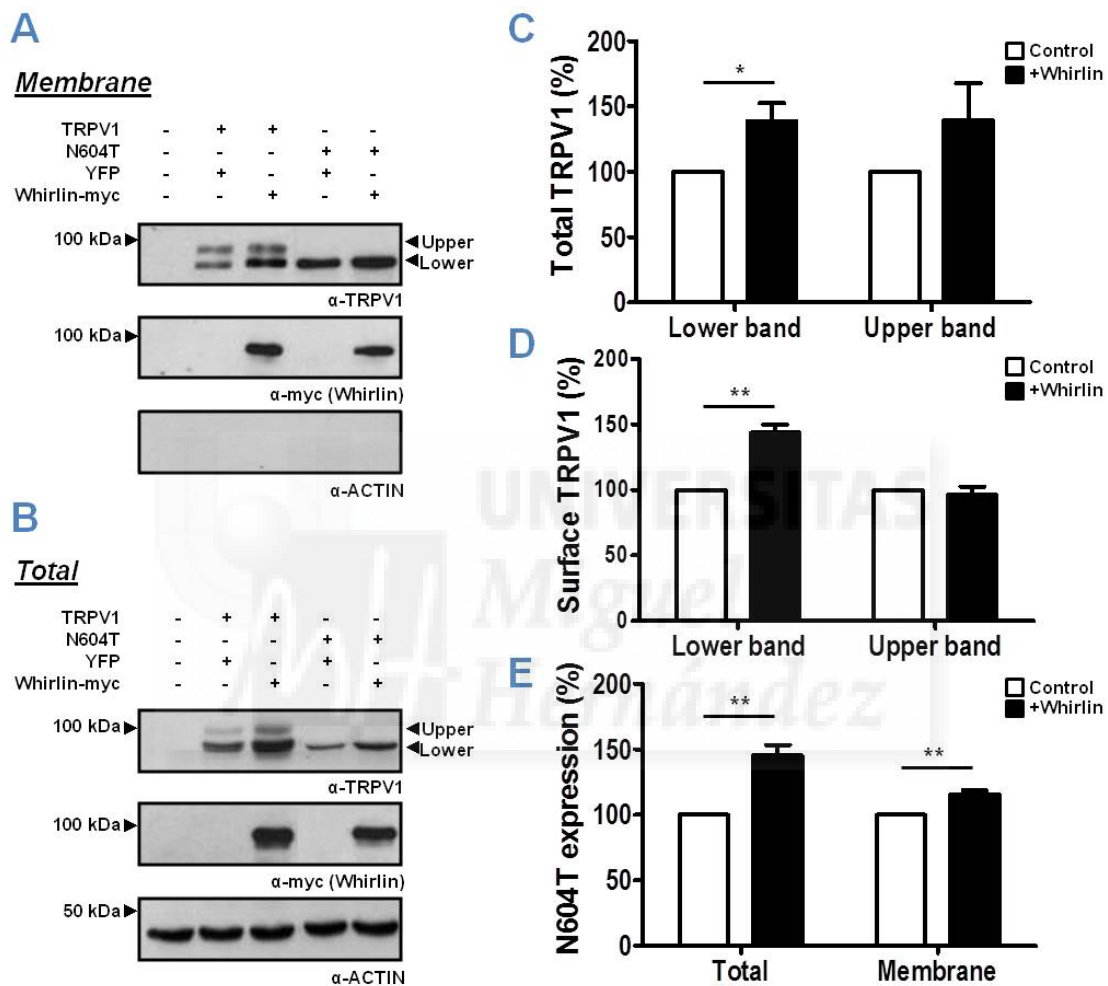 A
Membrane
TRPV1 - + + - -
N604T - - - + +
YFP - + - + -
Whirlin-myc - - + - +
100 kDa
Upper
Lower
α-TRPV1
100 kDa
α-myc (Whirlin)
α-ACTIN
B
Total
TRPV1 - + + - -
N604T - - - + +
YFP - + - + -
Whirlin-myc - - + - +
100 kDa
Upper
Lower
α-TRPV1
100 kDa
α-myc (Whirlin)
50 kDa
α-ACTIN
C
Total TRPV1 (%)
200
150
100
50
0
*
Control
+Whirlin
Lower band Upper band
D
Surface TRPV1 (%)
200
150
100
50
0
**
Control
+Whirlin
Lower band Upper band
E
N604T expression (%)
200
150
100
50
0
**
**
Control
+Whirlin
Total Membrane
UNIVERSITAS
Miguel
Hernández